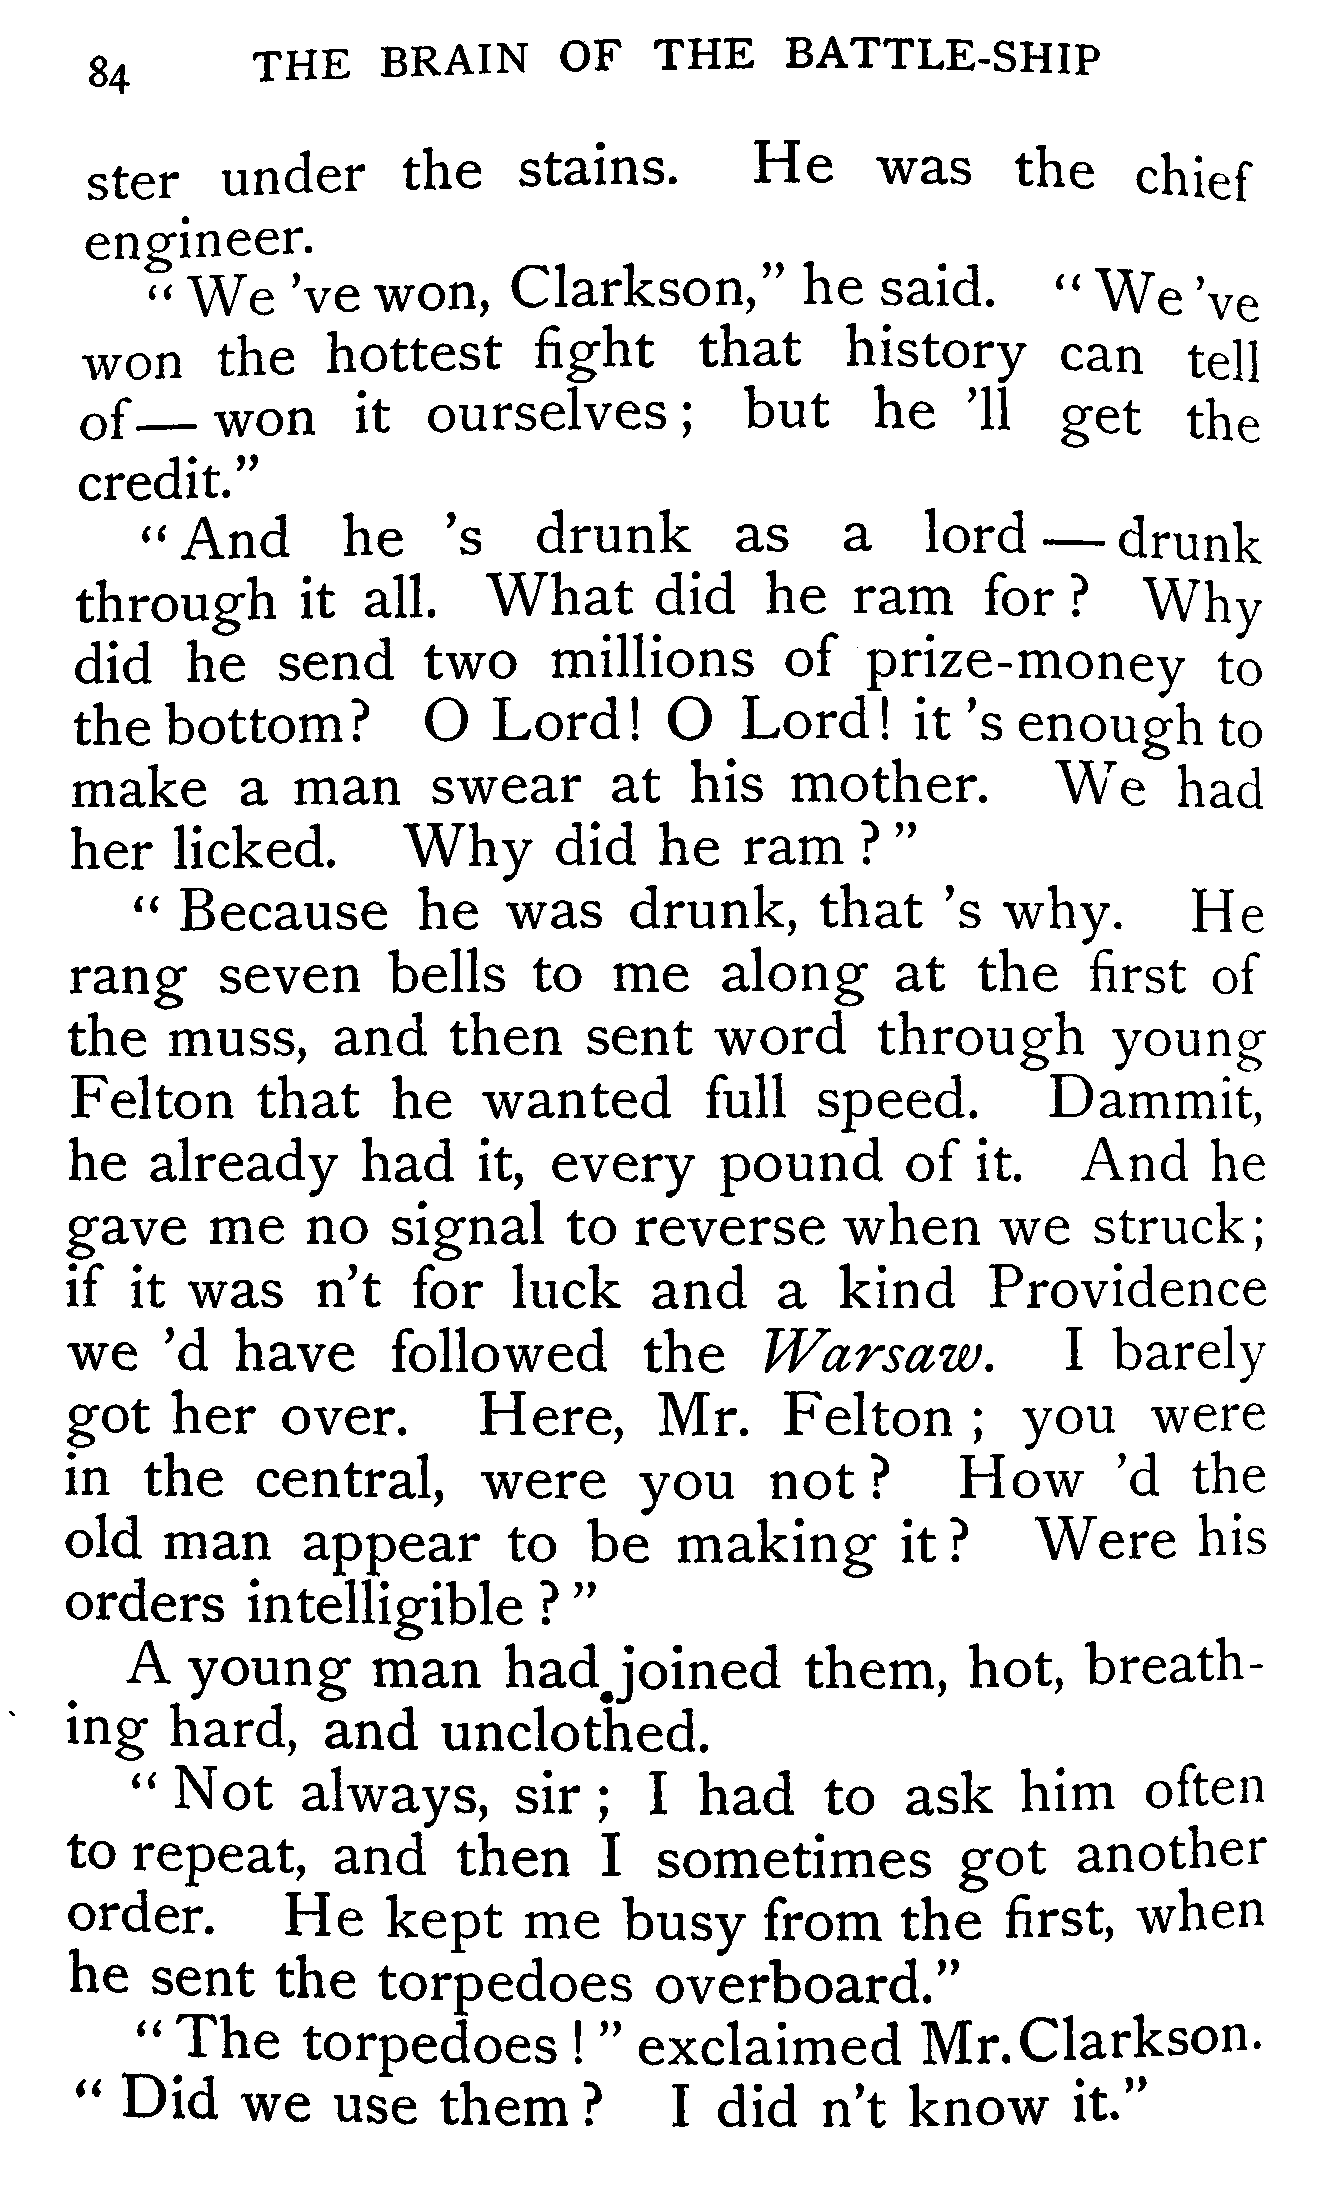 84 THE BRAIN OF THE BATTLE-SHIP
ster under the stains. He was the chief
engineer.
“We 've won, Clarkson,” he said. “We 've
won the hottest fight that history can tell
of— won it ourselves; but he 'll get the
credit.”
“And he 's drunk as a lord — drunk
through it all. What did he ram for? Why
did he send two millions of prize-money to
the bottom? O Lord! O Lord! it 's enough to
make a man swear at his mother. We had
her licked. Why did he ram?”
“Because he was drunk, that 's why. He
rang seven bells to me along at the first of
the muss, and then sent word through young
Felton that he wanted full speed. Dammit,
he already had it, every pound of it. And he
gave me no signal to reverse when we struck;
if it was n't for luck and a kind Providence
we 'd have followed the Warsaw. I barely
got her over. Here, Mr. Felton; you were
in the central, were you not? How 'd the
old man appear to be making it? Were his
orders intelligible?”
A young man had joined them, hot, breath-
ing hard, and unclothed.
“Not always, sir; I had to ask him often
to repeat, and then I sometimes got another
order. He kept me busy from the first, when
he sent the torpedoes overboard.”
“The torpedoes!” exclaimed Mr. Clarkson.
“Did we use them? I did n't know it.”